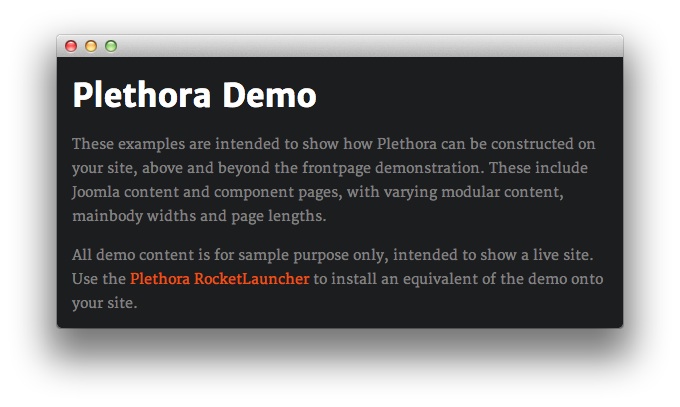 Plethora Demo
These examples are intended to show how Plethora can be constructed on
your site, above and beyond the frontpage demonstration. These include
Joomla content and component pages, with varying modular content,
mainbody widths and page lengths.
All demo content is for sample purpose only, intended to show a live site.
Use the Plethora RocketLauncher to install an equivalent of the demo onto
your site.